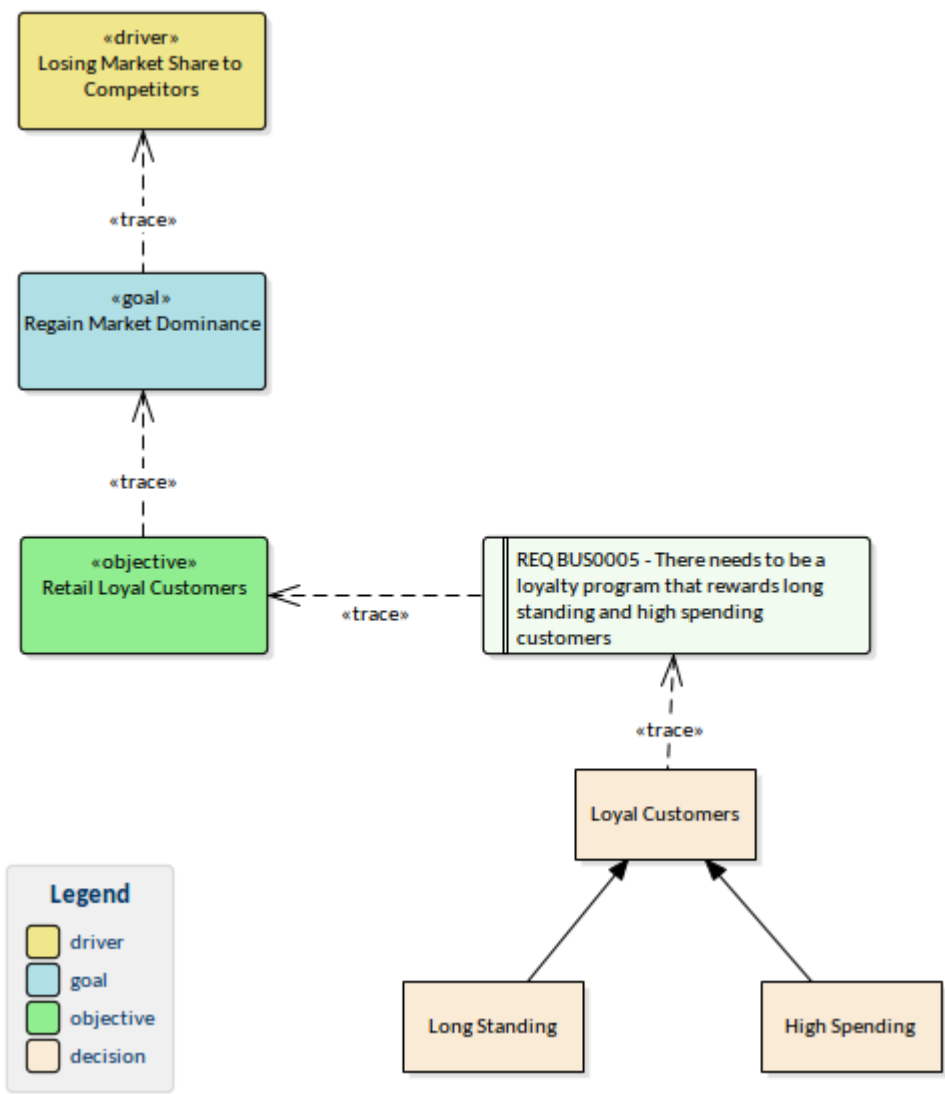 «driver»
Losing Market Share to
Competitors
«trace»
«goal»
Regain Market Dominance
«trace»
«objective»
Retail Loyal Customers
«trace»
REQ BUS0005 - There needs to be a
loyalty program that rewards long
standing and high spending
customers
«trace»
Loyal Customers
Long Standing
High Spending
Legend
driver
goal
objective
decision